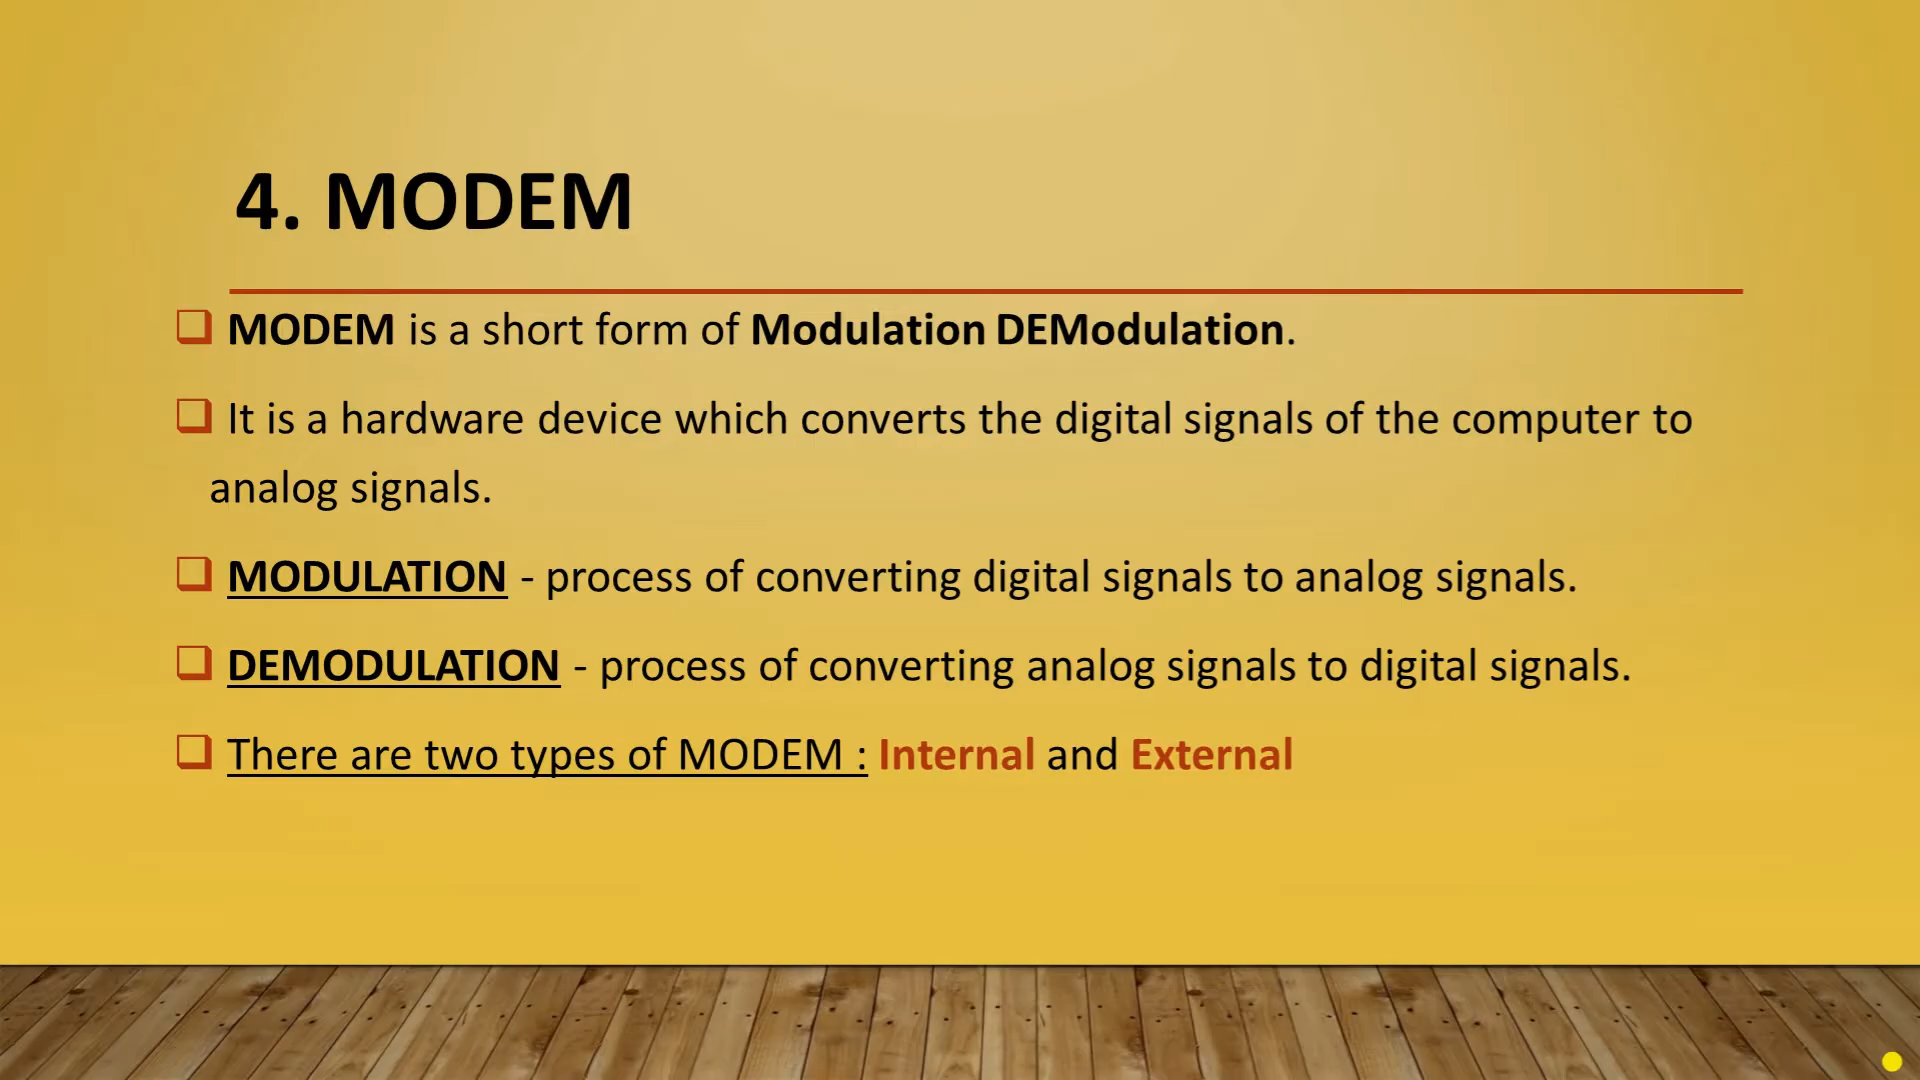 4. MODEM
MODEM is a short form of Modulation DEModulation.
It is a hardware device which converts the digital signals of the computer to
analog signals.
MODULATION - process of converting digital signals to analog signals.
DEMODULATION - process of converting analog signals to digital signals.
There are two types of MODEM : Internal and External